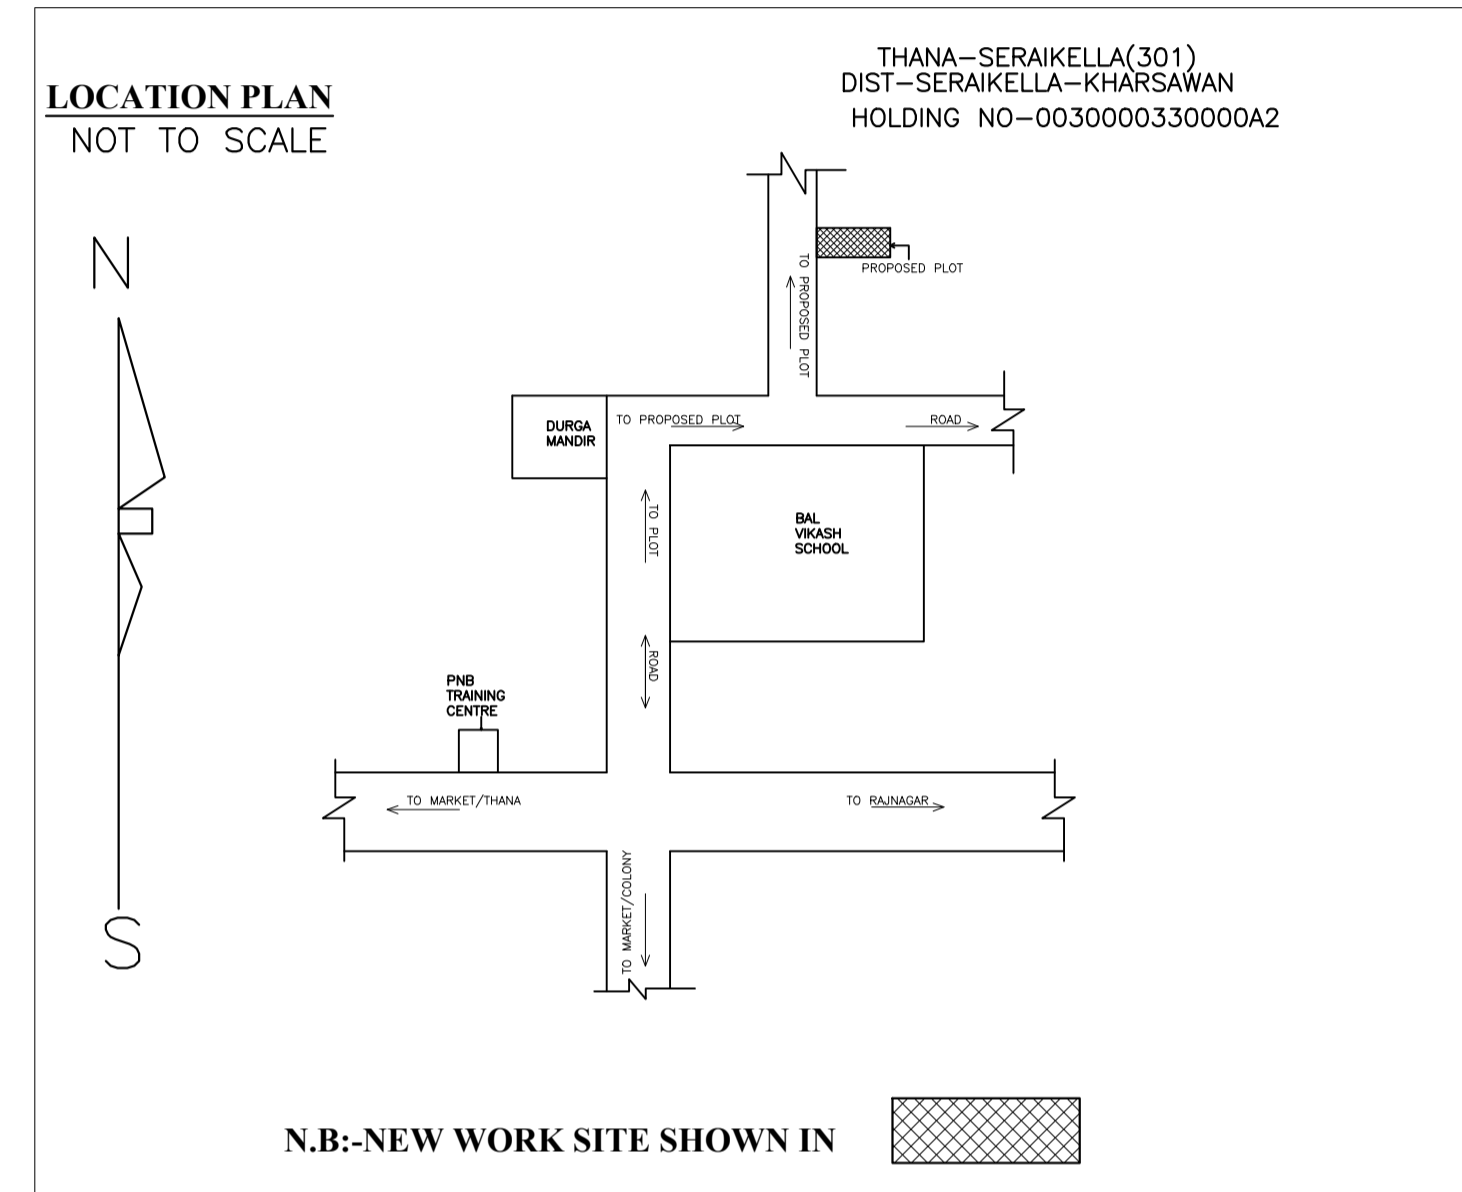 THANA-SERAIKELLA(301)
DIST-SERAIKELLA-KHARSAWAN
HOLDING NO-0030000330000A2
LOCATION PLAN
NOT TO SCALE
N
PROPOSED PLOT
TO PROPOSED PLOT
DURGA
MANDIR
TO PROPOSED PLOT
ROAD
TO PLOT
BAL
VIKASH
SCHOOL
ROAD
PNB
TRAINING
CENTRE
TO MARKET/THANA
TO RAJNAGAR
TO MARKET/COLONY
S
N.B:-NEW WORK SITE SHOWN IN